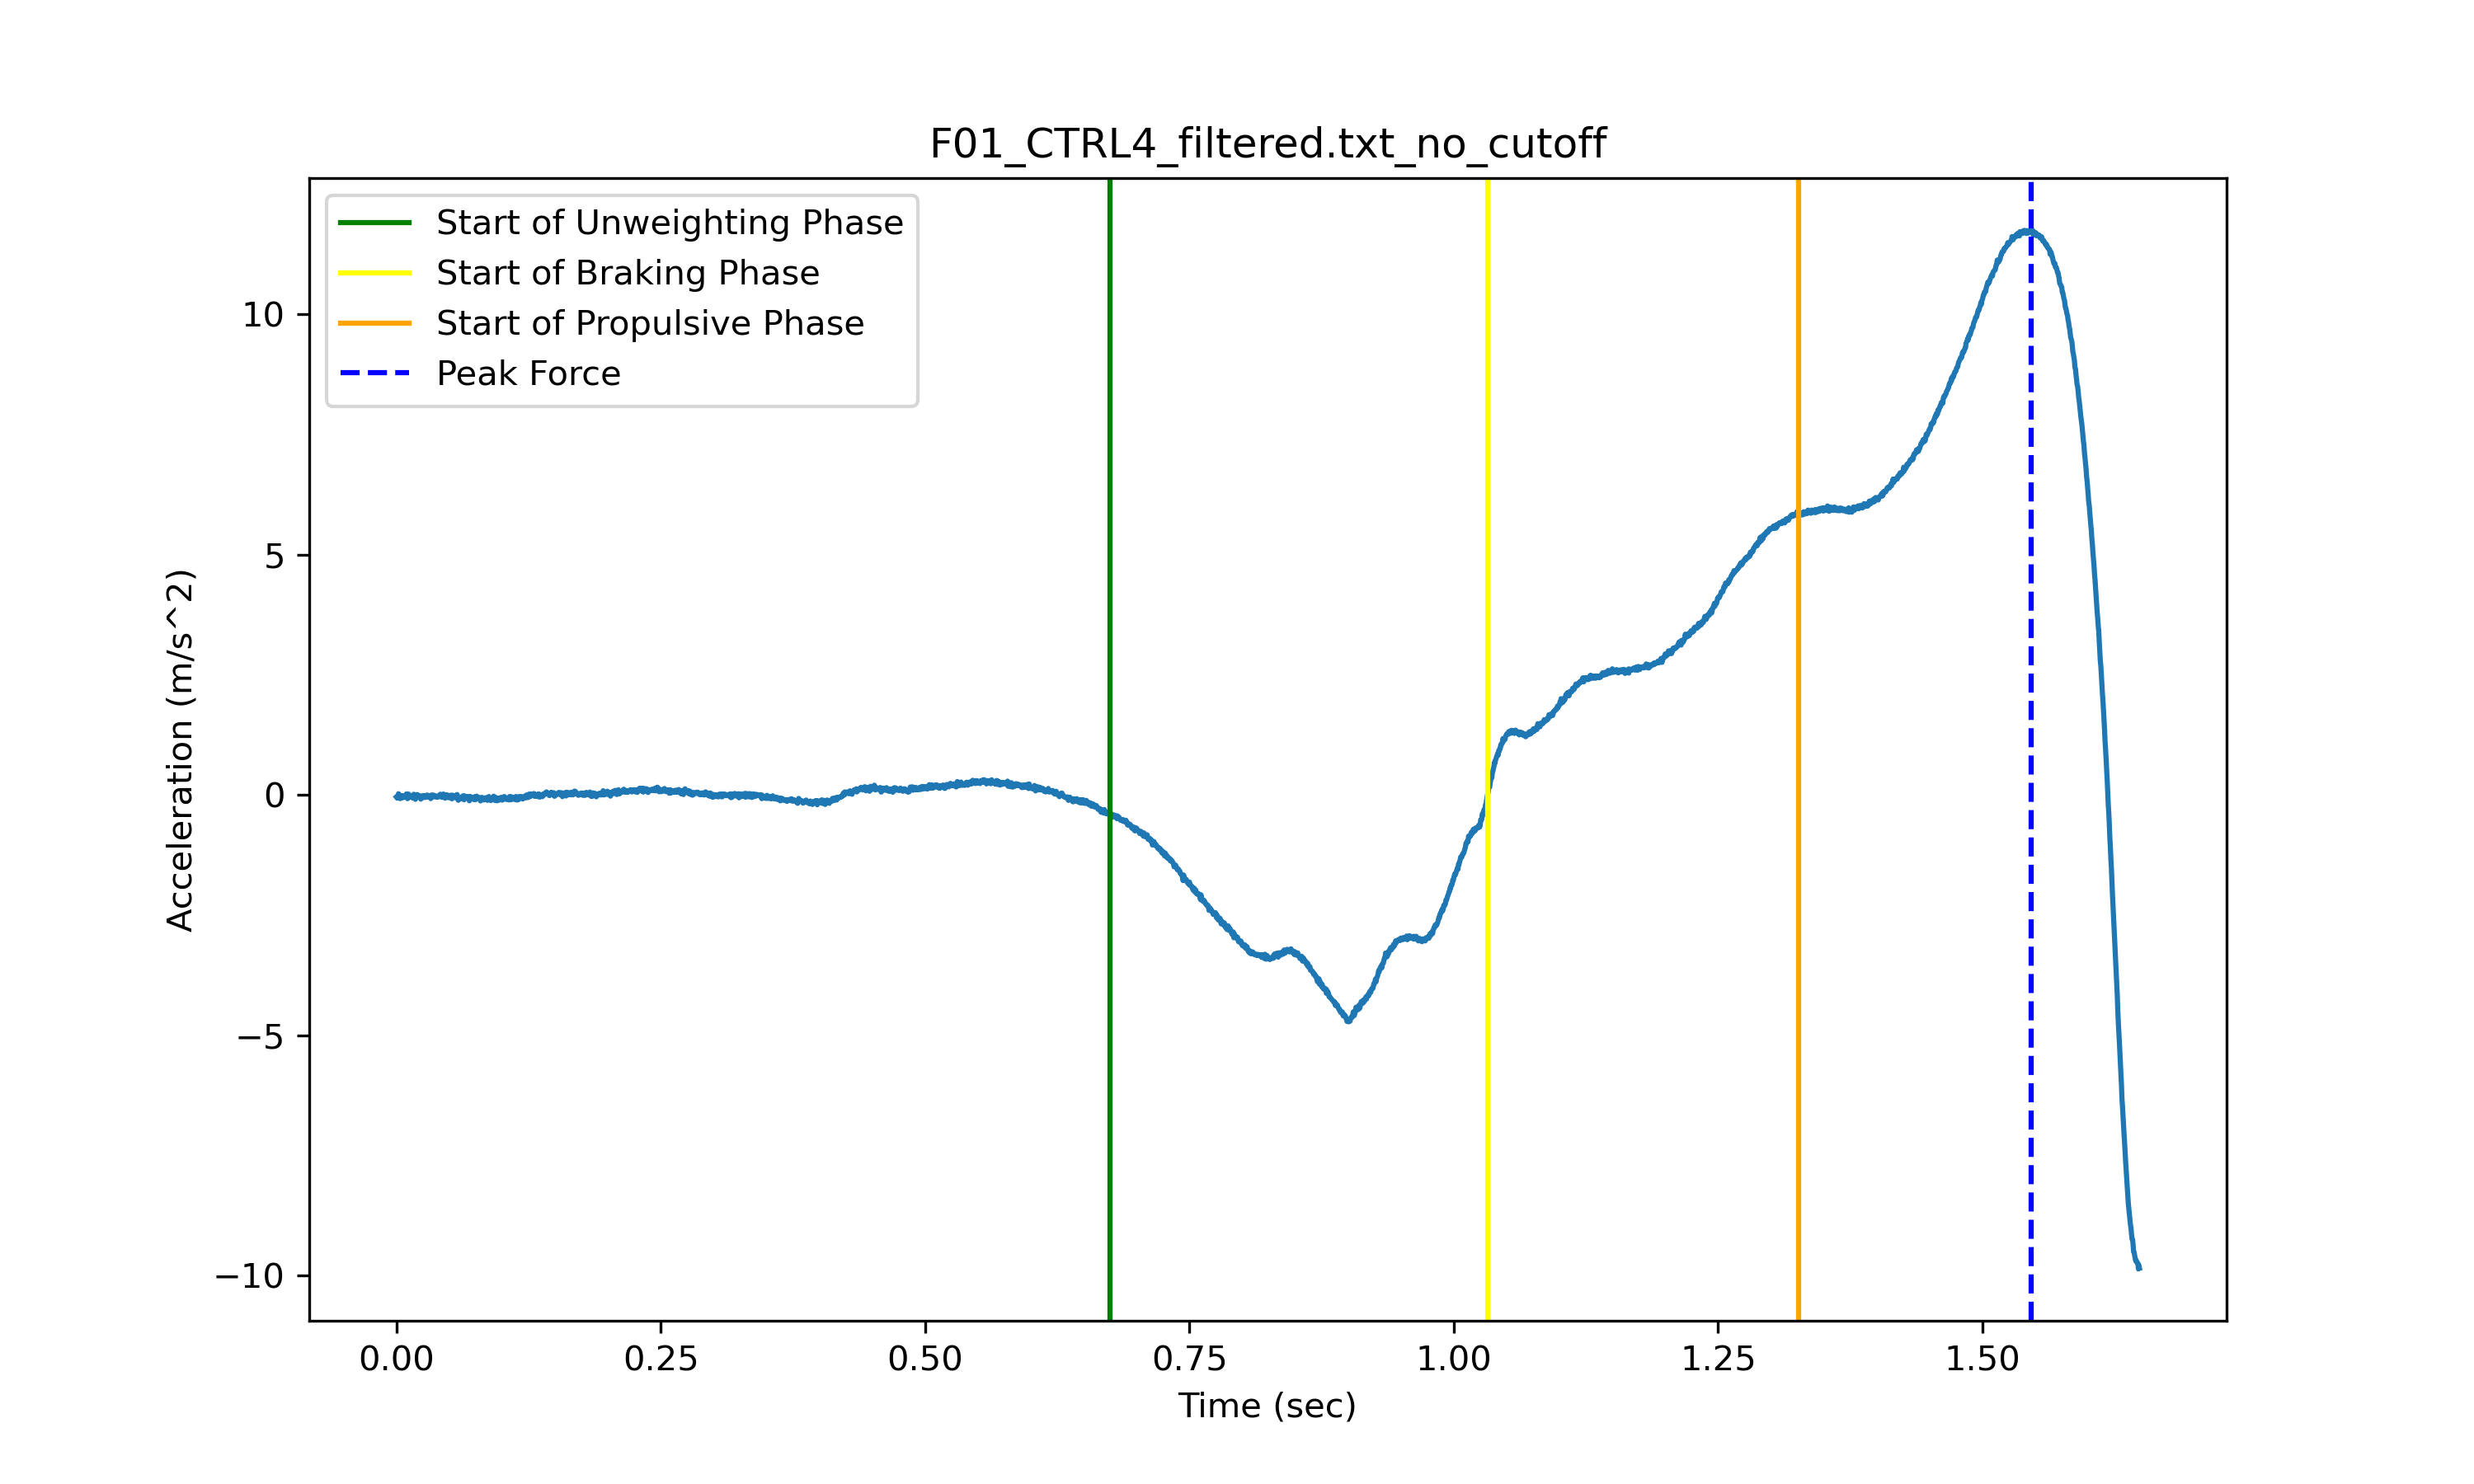 F01_CTRL4_filtered.txt_no_cutoff
Start of Unweighting Phase
Start of Braking Phase
Start of Propulsive Phase
Peak Force
10
5
0
−5
−10
Acceleration (m/s^2)
0.00 0.25 0.50 0.75 1.00 1.25 1.50
Time (sec)